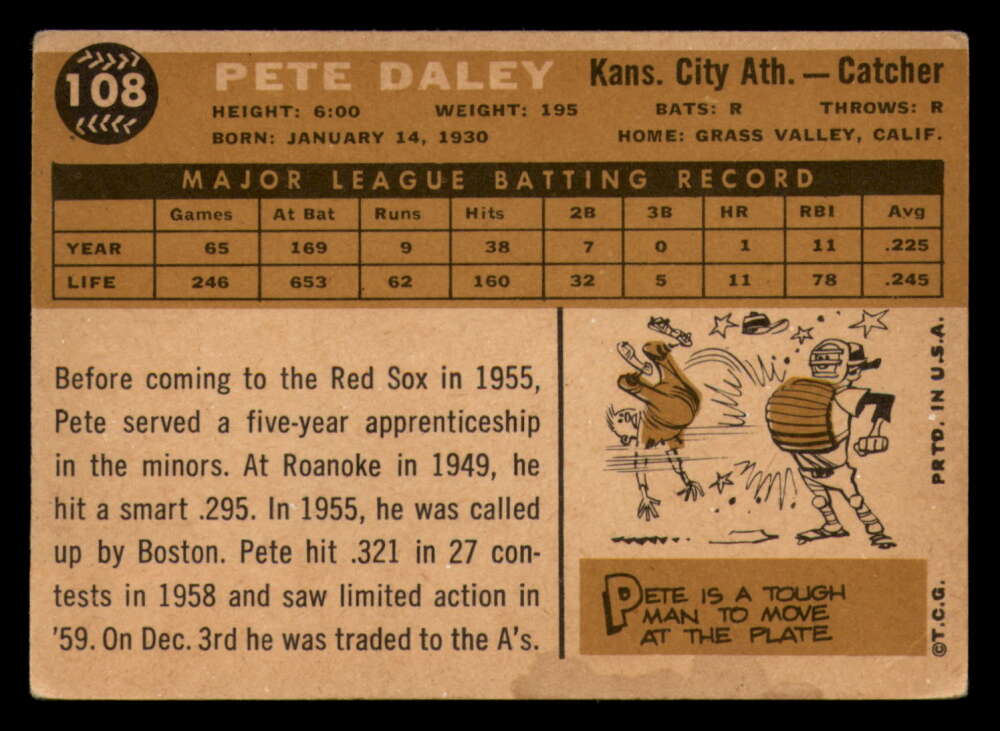 108
PETE DALEY Kans. City Ath. — Catcher
HEIGHT: 6:00 WEIGHT: 195 BATS: R THROWS: R
BORN: JANUARY 14, 1930 HOME: GRASS VALLEY, CALIF.
MAJOR LEAGUE BATTING RECORD
Games At Bat Runs Hits 2B 3B HR RBI Avg
YEAR 65 169 9 38 7 0 1 11 .225
LIFE 246 653 62 160 32 5 11 78 .245
Before coming to the Red Sox in 1955,
Pete served a five-year apprenticeship
in the minors. At Roanoke in 1949, he
hit a smart .295. In 1955, he was called
up by Boston. Pete hit .321 in 27 con-
tests in 1958 and saw limited action in
'59. On Dec. 3rd he was traded to the A's.
PETE IS A TOUGH
MAN TO MOVE
AT THE PLATE
PRTD. IN U.S.A.
©T.C.G.